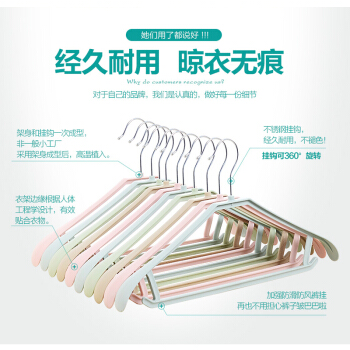 她们用了都说好 !!!
经久耐用 晾衣无痕
Why do customers recognise us?
对于自己的品牌，我们是认真的，做好每一份细节
架身和挂钩一次成型，
非一般小工厂
采用架身成型后，高温植入。
不锈钢挂钩，
经久耐用，不褪色!
挂钩可360° 旋转
衣架边缘根据人体
工程学设计，有效
贴合衣物。
加强防滑防风裤挂
再也不用担心裤子皱巴巴啦